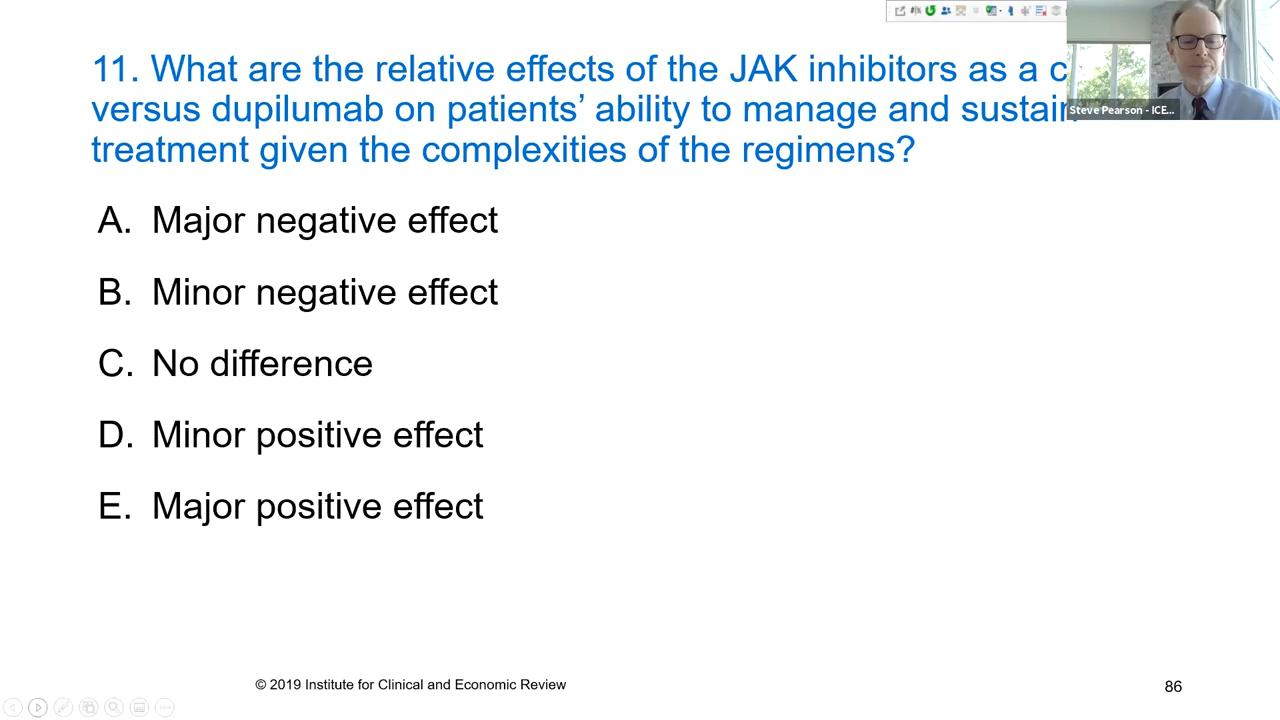 11. What are the relative effects of the JAK inhibitors as a c
versus dupilumab on patients’ ability to manage and sustain
treatment given the complexities of the regimens?
Steve Pearson - ICE...
A. Major negative effect
B. Minor negative effect
C. No difference
D. Minor positive effect
E. Major positive effect
© 2019 Institute for Clinical and Economic Review
86